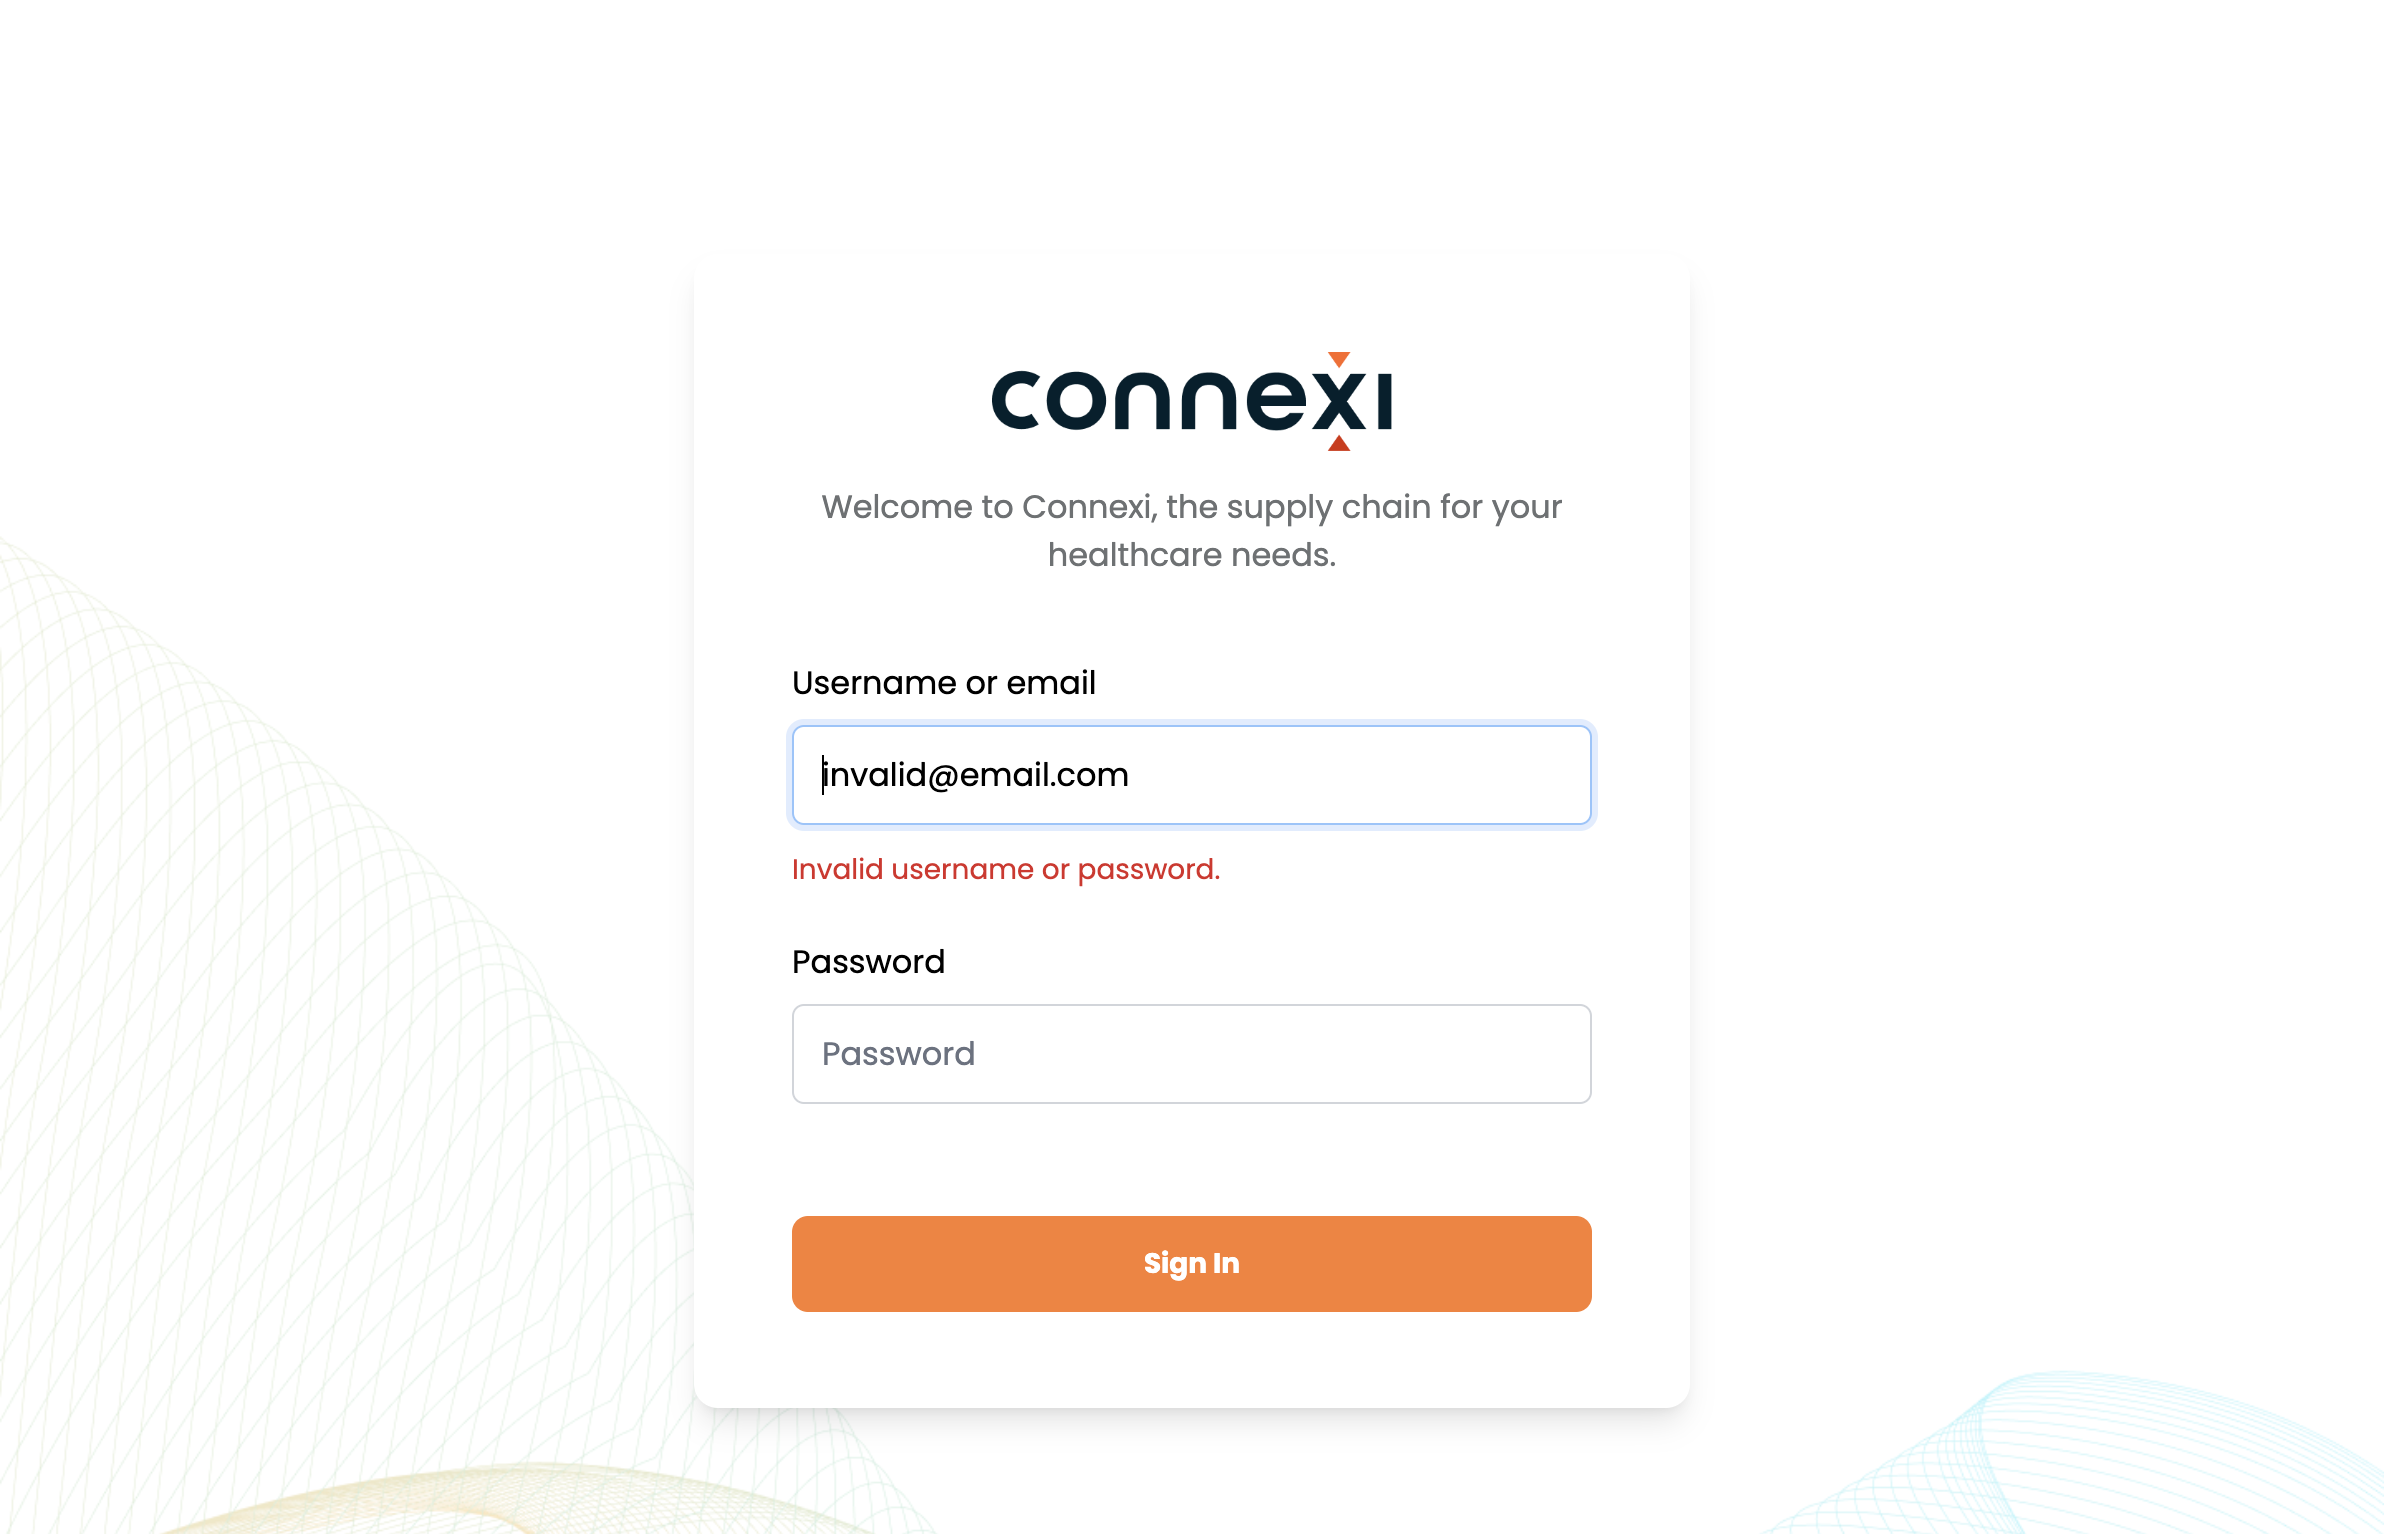 connexi
Welcome to Connexi, the supply chain for your
healthcare needs.
Username or email
invalid@email.com
Invalid username or password.
Password
Password
Sign In